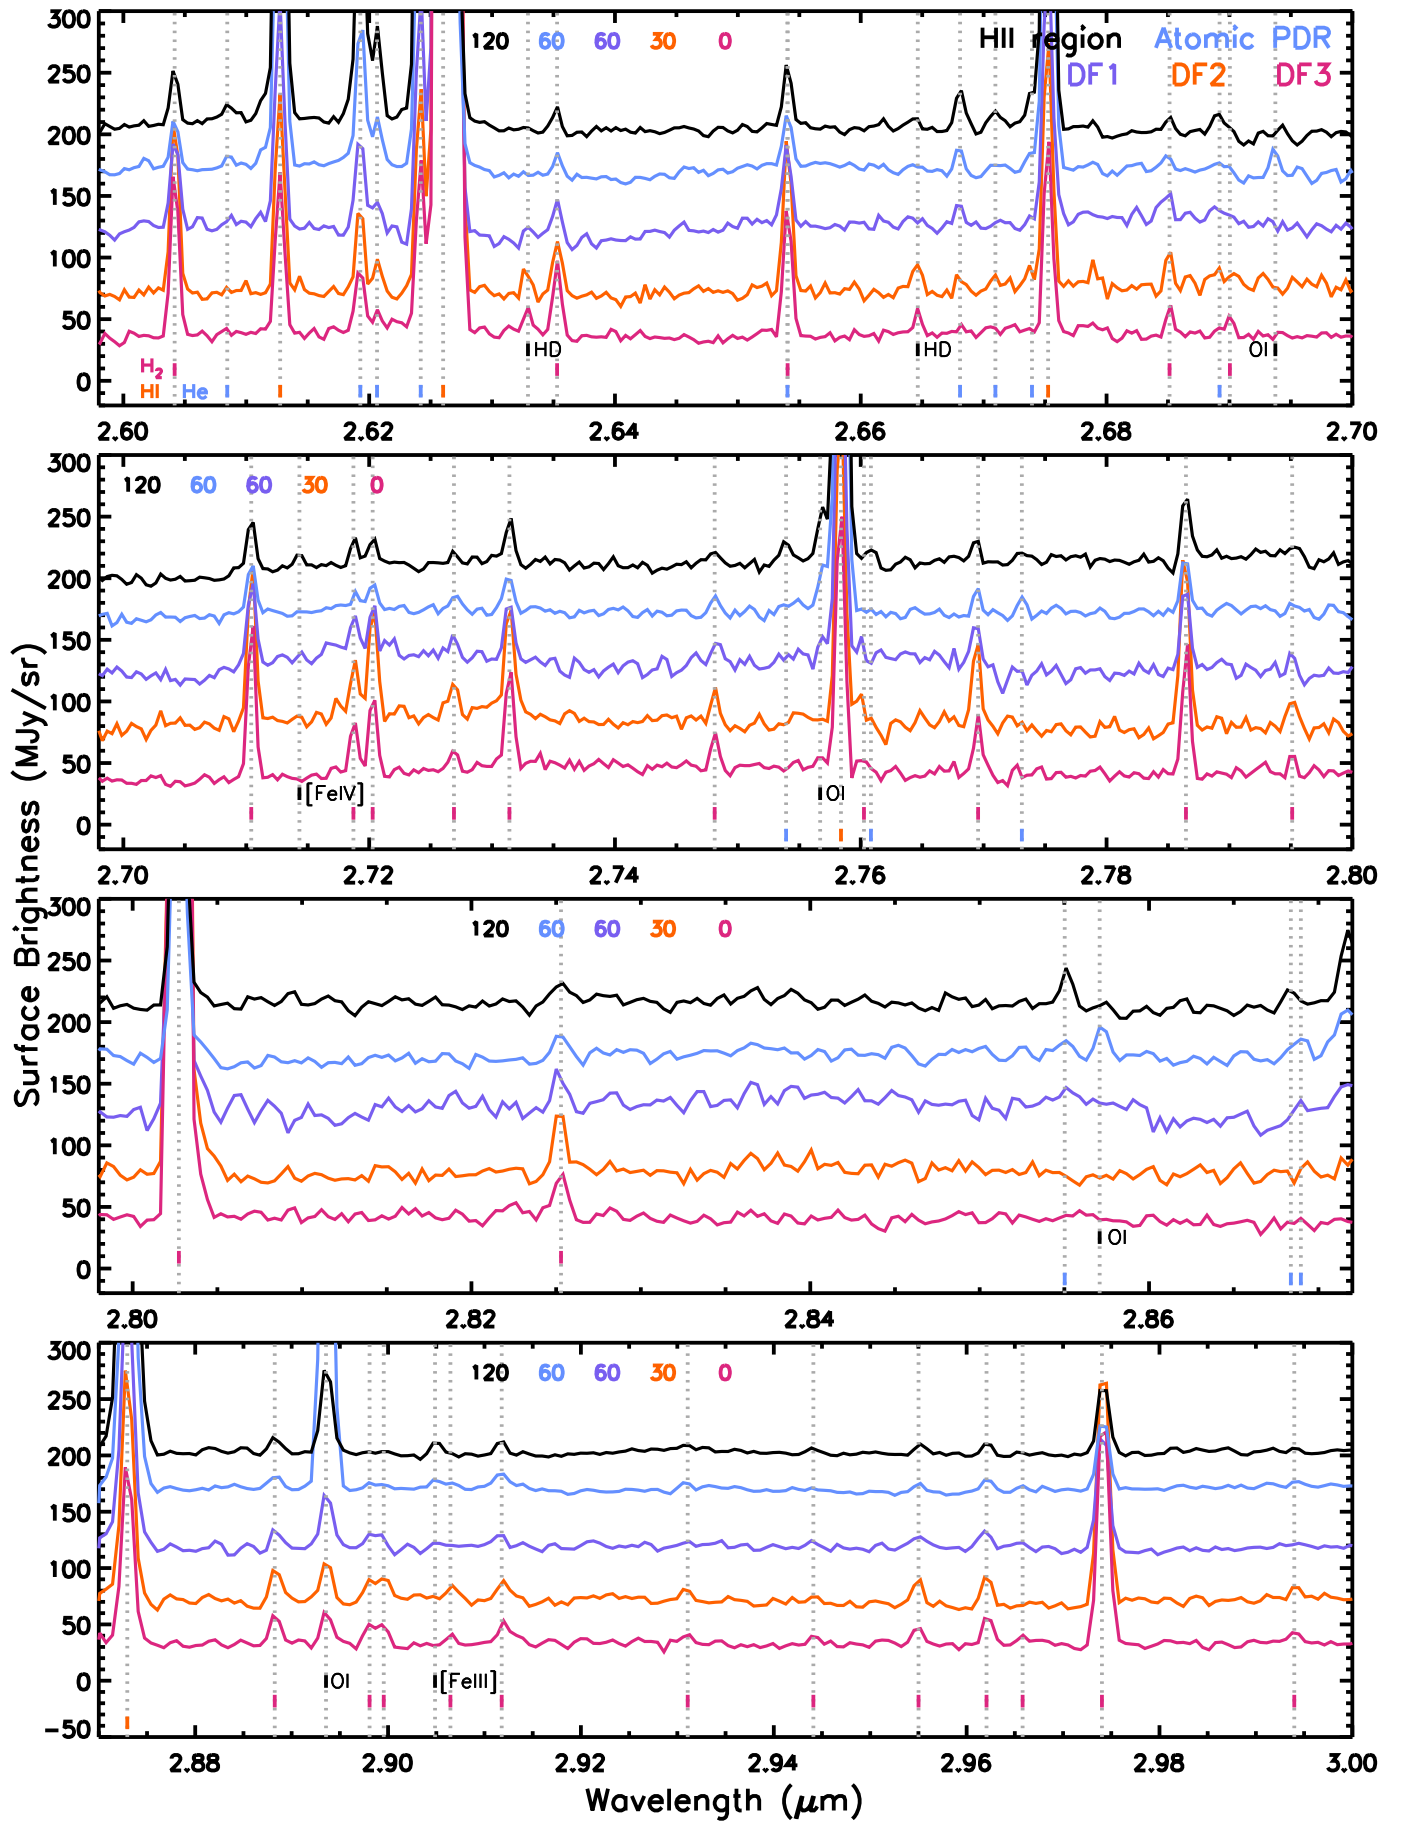 300 120 60 60 30 0 HII region Atomic PDR
250 DF1 DF2 DF3
200
150
100
50 HD HD OI
H2
0 HI He
2.60 2.62 2.64 2.66 2.68 2.70
300 120 60 60 30 0
250
200
150
100
50 [FeIV] OI
0
2.70 2.72 2.74 2.76 2.78 2.80
300 120 60 60 30 0
250
200
150
100
50 OI
0
2.80 2.82 2.84 2.86
300 120 60 60 30 0
250
200
150
100
50
0 OI [FeIII]
-50
2.88 2.90 2.92 2.94 2.96 2.98 3.00
Wavelength (μm)
Surface Brightness (MJy/sr)